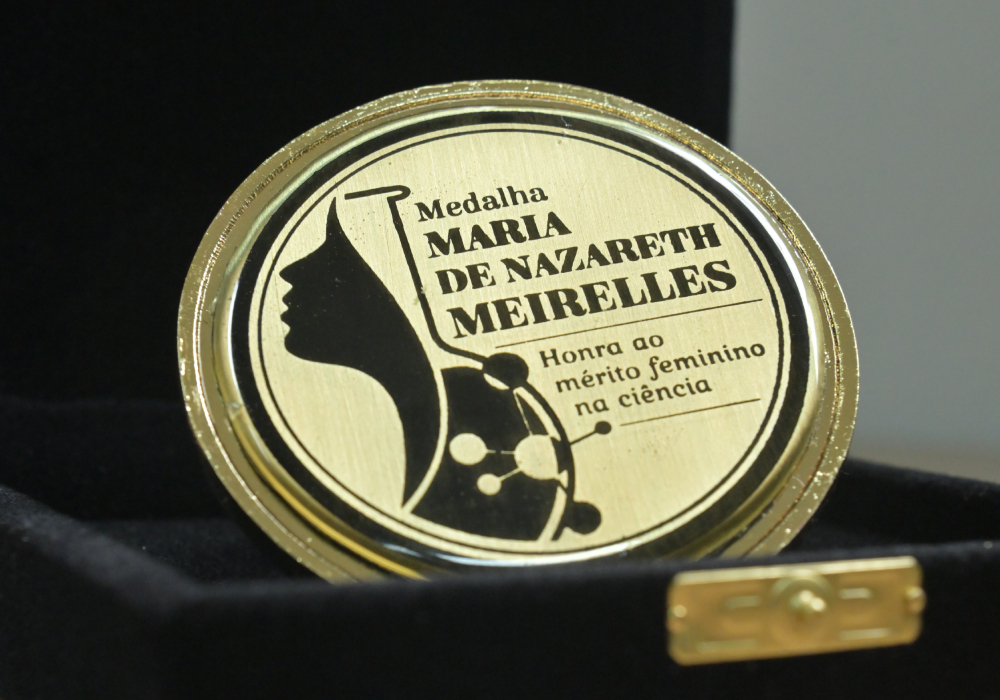 Medalha
MARIA
DE NAZARETH
MEIRELLES
Honra ao
mérito feminino
na ciência